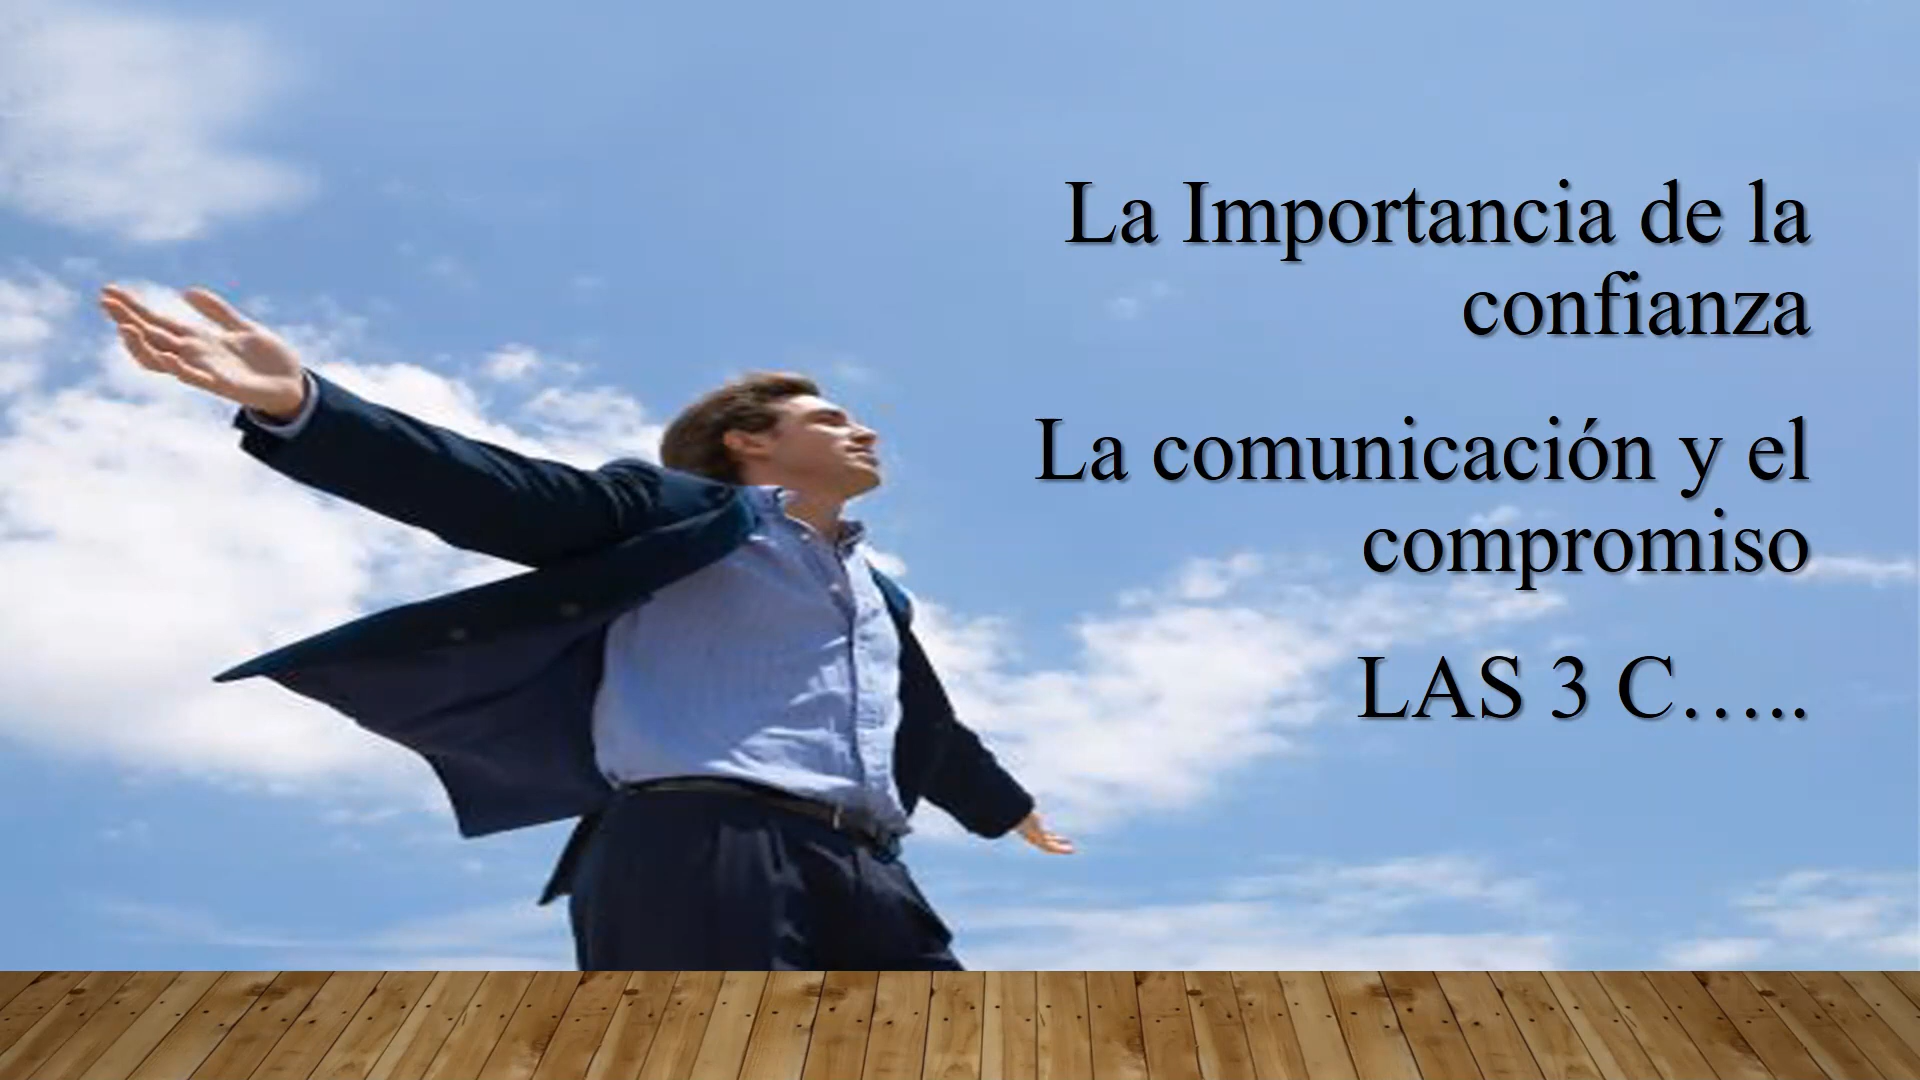 La Importancia de la
confianza
La comunicación y el
compromiso
LAS 3 C…..